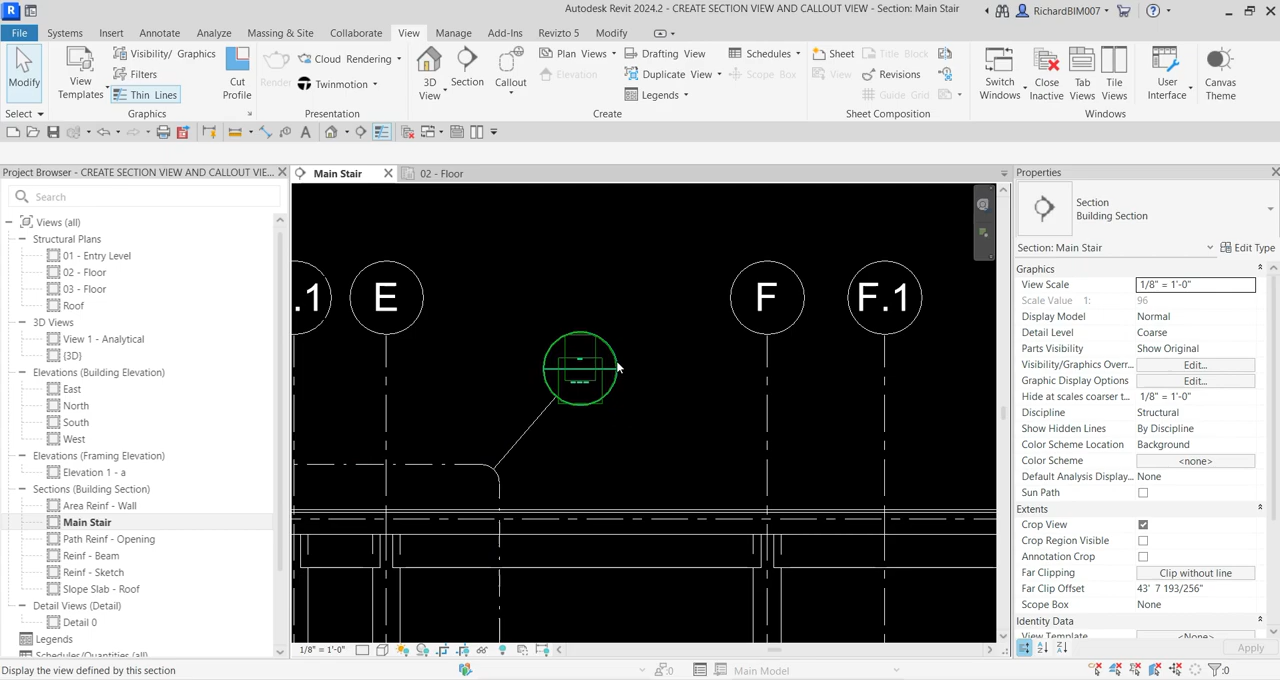 Autodesk Revit 2024.2 - CREATE SECTION VIEW AND CALLOUT VIEW - Section: Main Stair
RichardBIM007
File Systems Insert Annotate Analyze Massing & Site Collaborate View Manage Add-Ins Revizto 5 Modify
Modify
Select
View Templates
Visibility/ Graphics
Filters
Thin Lines
Cut Profile
Graphics
Render
Cloud Rendering
Twinmotion
Presentation
3D View
Section
Callout
Plan Views
Elevation
Drafting View
Duplicate View
Legends
Schedules
Scope Box
Create
Sheet
View
Title Block
Revisions
Guide Grid
Sheet Composition
Switch Windows
Close Inactive
Tab Views
Tile Views
Windows
User Interface
Canvas Theme
Project Browser - CREATE SECTION VIEW AND CALLOUT VIE...
Search
Views (all)
Structural Plans
01 - Entry Level
02 - Floor
03 - Floor
Roof
3D Views
View 1 - Analytical
{3D}
Elevations (Building Elevation)
East
North
South
West
Elevations (Framing Elevation)
Elevation 1 - a
Sections (Building Section)
Area Reinf - Wall
Main Stair
Path Reinf - Opening
Reinf - Beam
Reinf - Sketch
Slope Slab - Roof
Detail Views (Detail)
Detail 0
Legends
Schedules/Quantities (all)
Main Stair
02 - Floor
.1
E
F
F.1
1/8" = 1'-0"
Properties
Section
Building Section
Section: Main Stair
Edit Type
Graphics
View Scale 1/8" = 1'-0"
Scale Value 1: 96
Display Model Normal
Detail Level Coarse
Parts Visibility Show Original
Visibility/Graphics Overr... Edit...
Graphic Display Options Edit...
Hide at scales coarser t... 1/8" = 1'-0"
Discipline Structural
Show Hidden Lines By Discipline
Color Scheme Location Background
Color Scheme <none>
Default Analysis Display... None
Sun Path
Extents
Crop View
Crop Region Visible
Annotation Crop
Far Clipping Clip without line
Far Clip Offset 43' 7 193/256"
Scope Box None
Identity Data
View Template <None>
Apply
Display the view defined by this section
:0
Main Model
:0